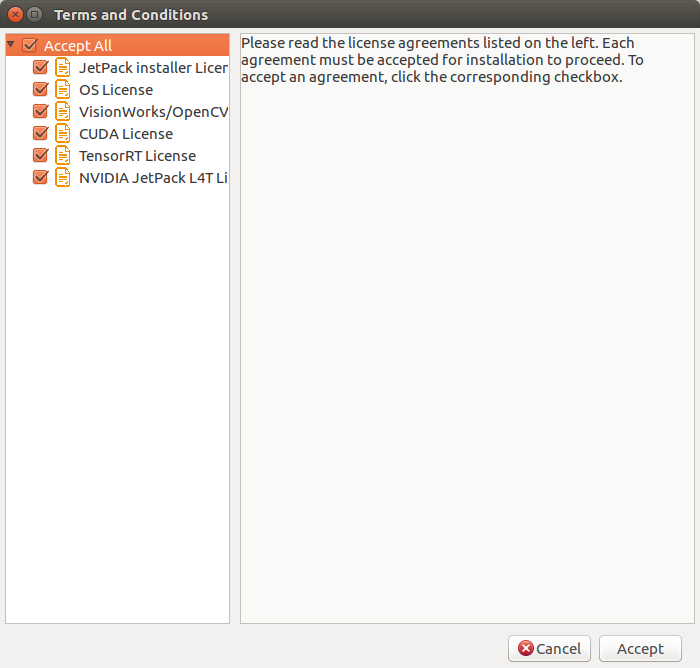 Terms and Conditions
Accept All
JetPack installer Licen
OS License
VisionWorks/OpenCV
CUDA License
TensorRT License
NVIDIA JetPack L4T Li
Please read the license agreements listed on the left. Each
agreement must be accepted for installation to proceed. To
accept an agreement, click the corresponding checkbox.
Cancel
Accept